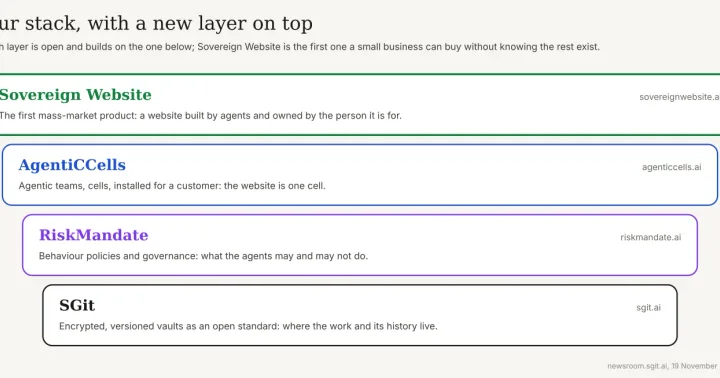 ur stack, with a new layer on top
h layer is open and builds on the one below; Sovereign Website is the first one a small business can buy without knowing the rest exist.
Sovereign Website
sovereignwebsite.a
The first mass-market product: a website built by agents and owned by the person it is for.
AgentiCCells
agenticcells.ai
Agentic teams, cells, installed for a customer: the website is one cell.
RiskMandate
riskmandate.ai
Behaviour policies and governance: what the agents may and may not do.
SGit
sgit.ai
Encrypted, versioned vaults as an open standard: where the work and its history live.
newsroom.sgit.ai, 19 November